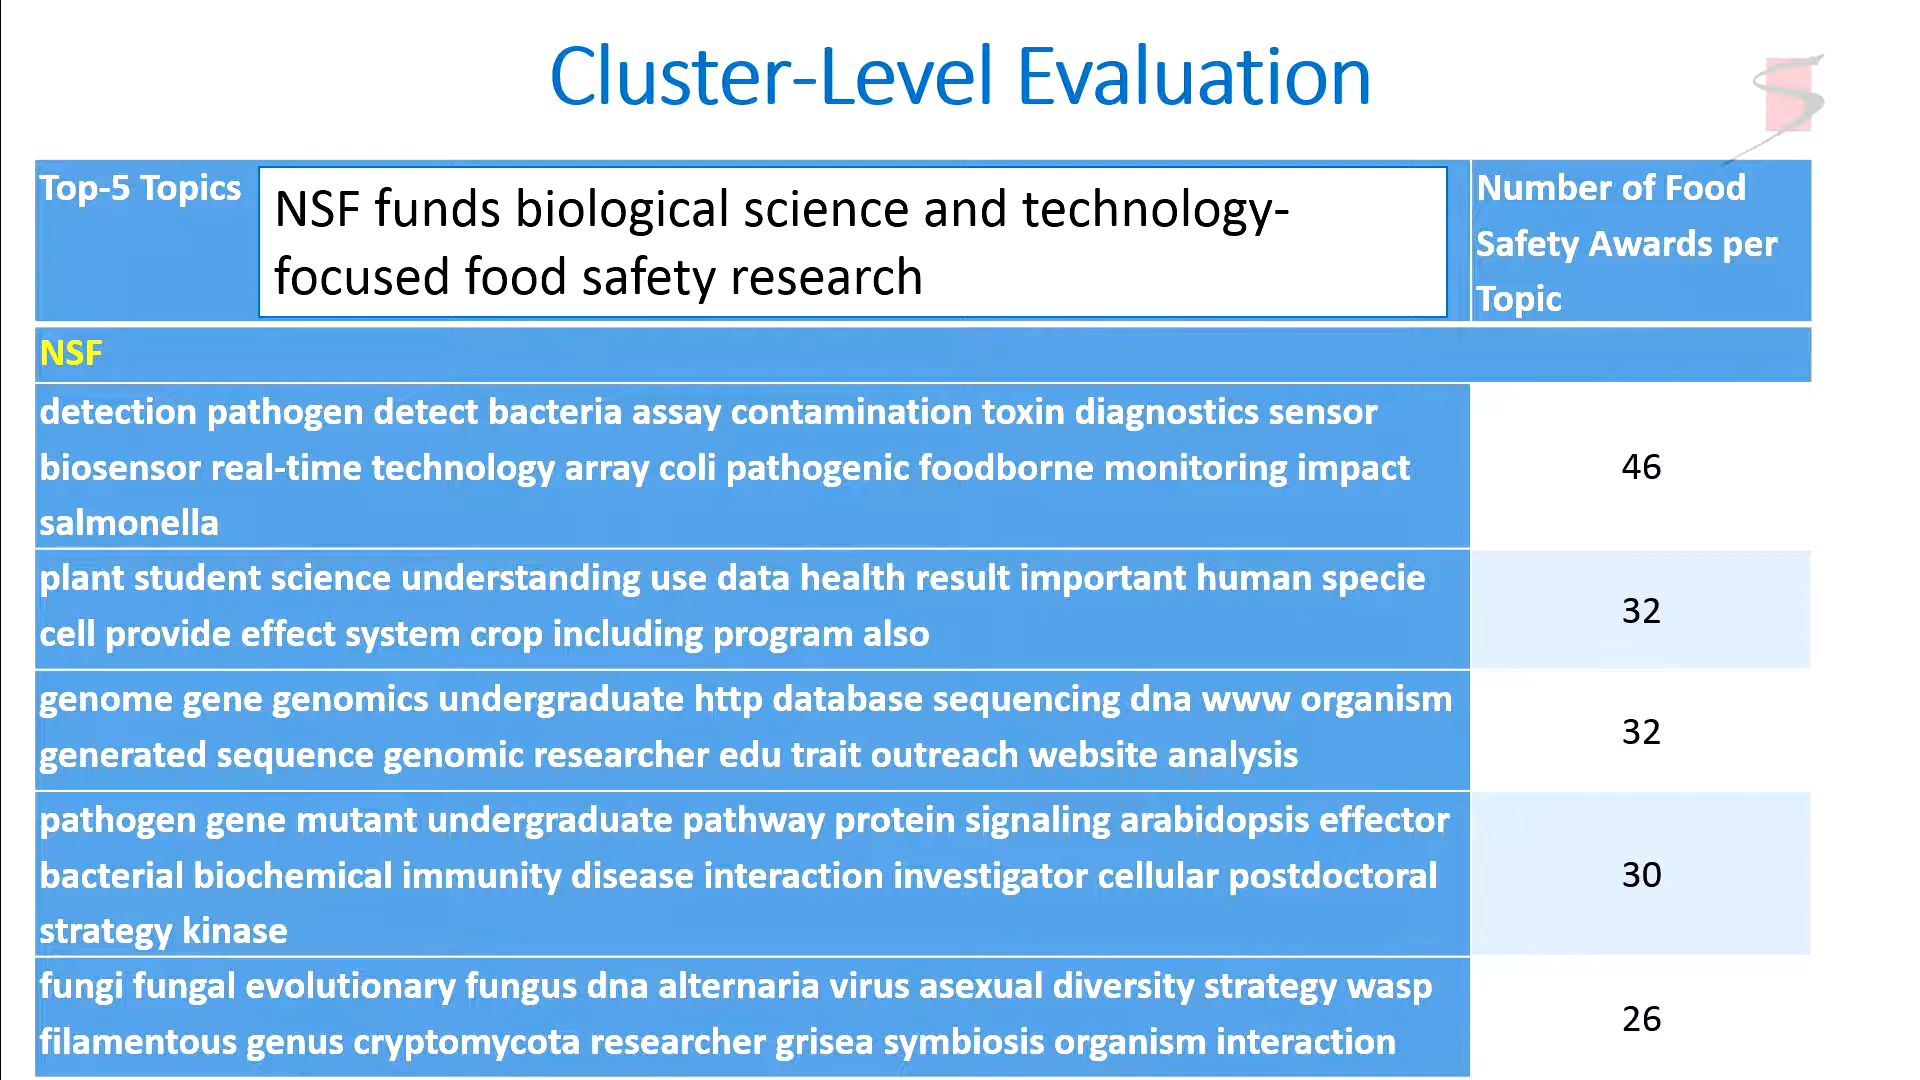 Cluster-Level Evaluation
Top-5 Topics
NSF funds biological science and technology-
focused food safety research
Number of Food
Safety Awards per
Topic
NSF
detection pathogen detect bacteria assay contamination toxin diagnostics sensor
biosensor real-time technology array coli pathogenic foodborne monitoring impact
salmonella
46
plant student science understanding use data health result important human specie
cell provide effect system crop including program also
32
genome gene genomics undergraduate http database sequencing dna www organism
generated sequence genomic researcher edu trait outreach website analysis
32
pathogen gene mutant undergraduate pathway protein signaling arabidopsis effector
bacterial biochemical immunity disease interaction investigator cellular postdoctoral
strategy kinase
30
fungi fungal evolutionary fungus dna alternaria virus asexual diversity strategy wasp
filamentous genus cryptomycota researcher grisea symbiosis organism interaction
26